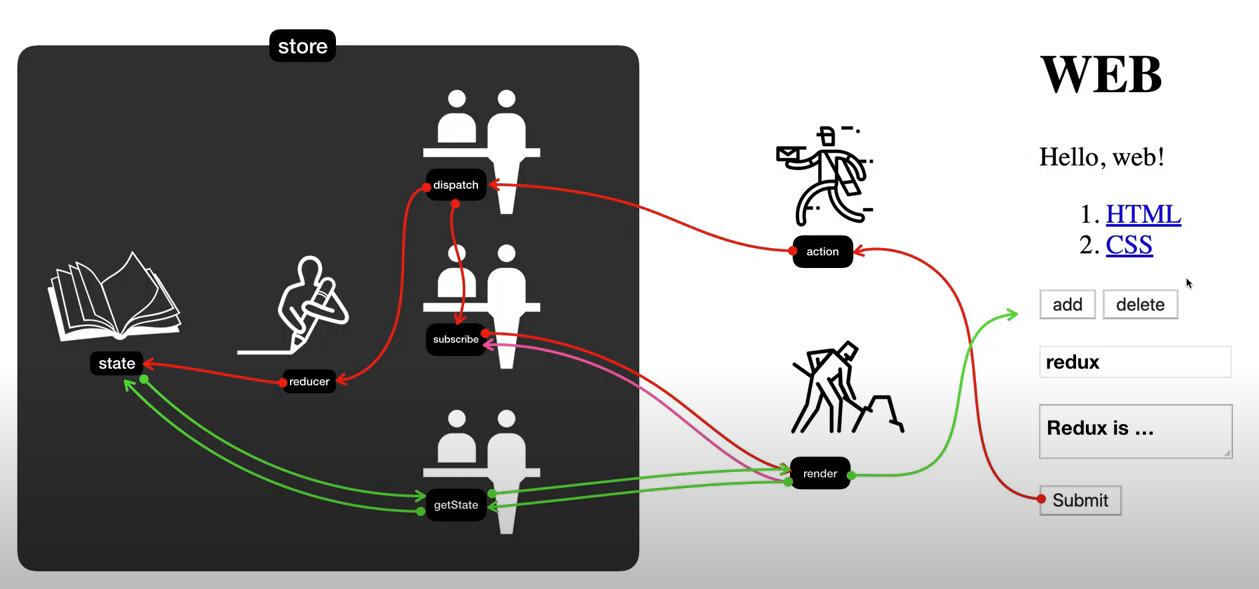 store
dispatch
subscribe
state
reducer
getState
action
render
WEB
Hello, web!
1. HTML
2. CSS
add
delete
redux
Redux is ...
Submit